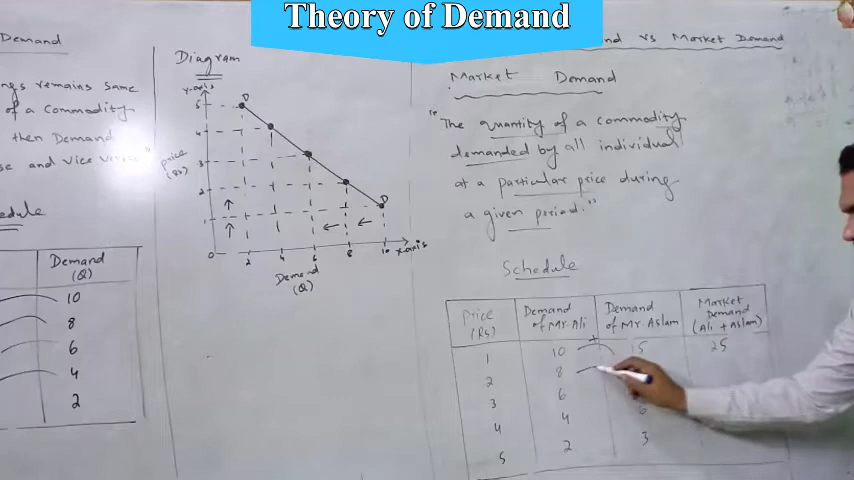 Theory of Demand
Demand
ngs remains same
of a Commodity
then Demand
se and vice versa"
edule
Demand
(Q)
10
8
6
4
2
Diagram
y-axis
5
4
3
2
1
0
Price
(Rs)
D
D
2 4 6 8 10 x-axis
Demand
(Q)
nd vs Market Demand
Market Demand
"The quantity of a commodity
demanded by all individual
at a particular price during
a given period."
Schedule
Price (Rs) Demand of Mr. Ali Demand of Mr. Aslam Market Demand (Ali + Aslam)
1 10 + 15 25
2 8
3 6
4 4 6
5 2 3